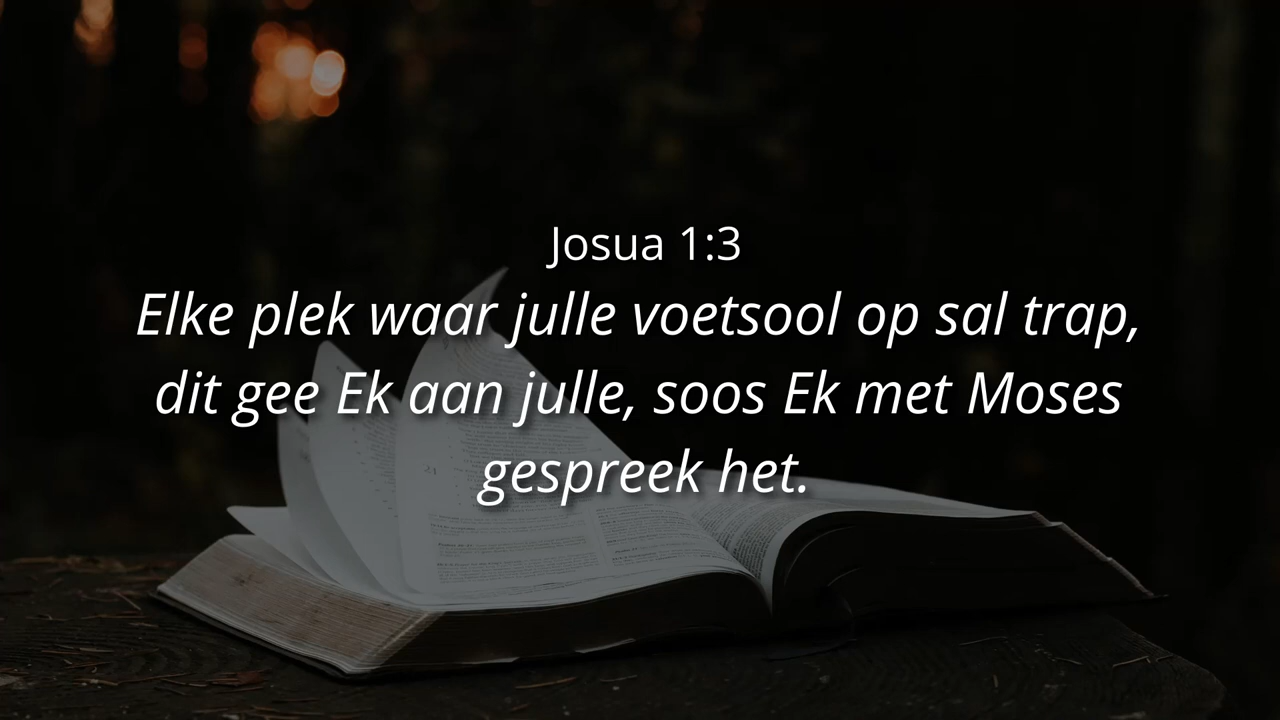 Josua 1:3
Elke plek waar julle voetsool op sal trap,
dit gee Ek aan julle, soos Ek met Moses
gespreek het.